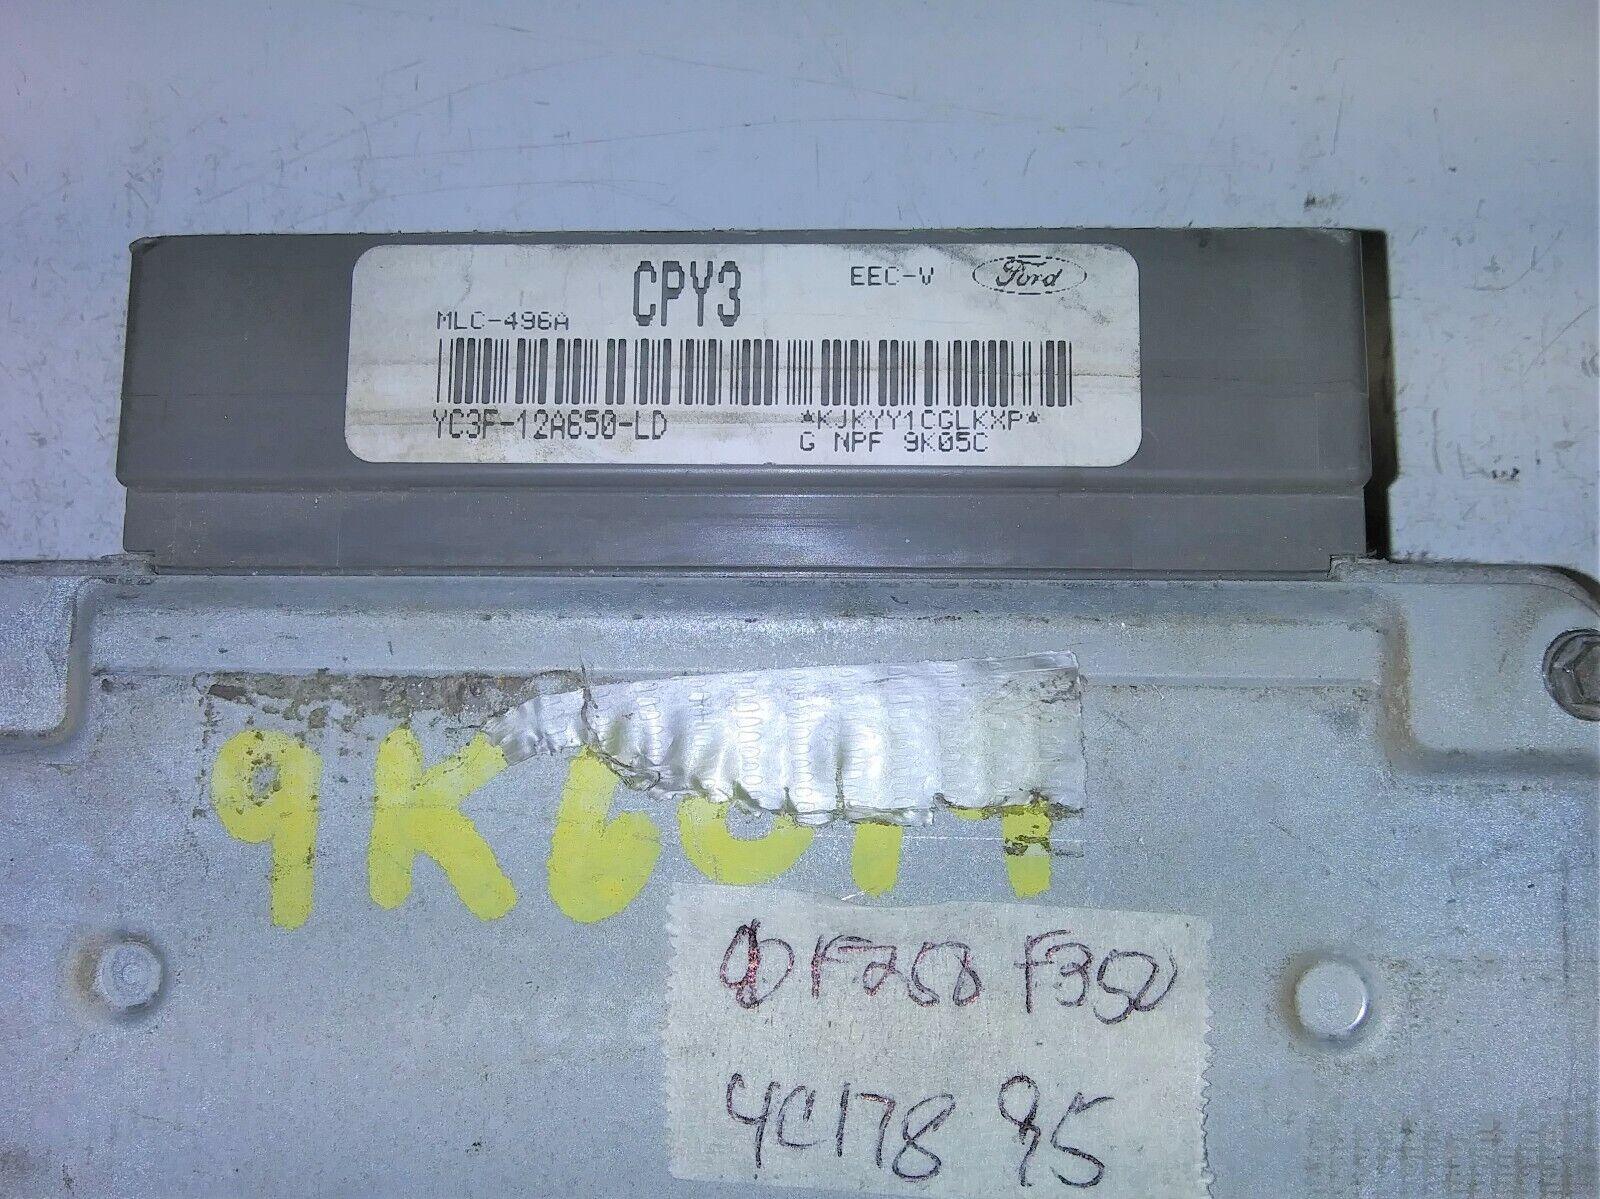 CPY3
EEC-V Ford
MLC-496A
YC3F-12A650-LD
*KJKYY1CGLKXP*
G NPF 9K05C
F250 F350
4C178 95